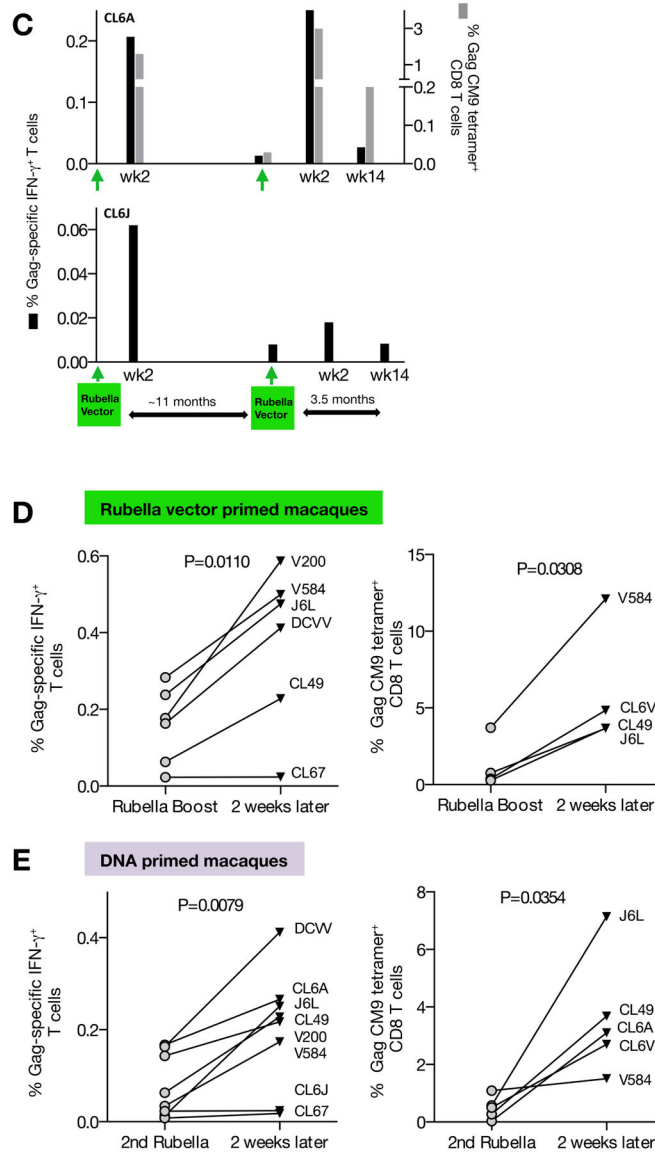 C
CL6A
0.2
0.1
0.0
3
1
0.2
0.1
0.0
% Gag CM9 tetramer⁺
CD8 T cells
wk2
wk2
wk14
% Gag-specific IFN-γ⁺ T cells
CL6J
0.06
0.04
0.02
0.00
wk2
wk2
wk14
Rubella
Vector
~11 months
Rubella
Vector
3.5 months
D
Rubella vector primed macaques
% Gag-specific IFN-γ⁺
T cells
0.6
0.4
0.2
0.0
P=0.0110
V200
V584
J6L
DCVV
CL49
CL67
Rubella Boost
2 weeks later
% Gag CM9 tetramer⁺
CD8 T cells
15
10
5
0
P=0.0308
V584
CL6V
CL49
J6L
Rubella Boost
2 weeks later
E
DNA primed macaques
% Gag-specific IFN-γ⁺
T cells
0.4
0.2
0.0
P=0.0079
DCVV
CL6A
J6L
CL49
V200
V584
CL6J
CL67
2nd Rubella
2 weeks later
% Gag CM9 tetramer⁺
CD8 T cells
8
6
4
2
0
P=0.0354
J6L
CL49
CL6A
CL6V
V584
2nd Rubella
2 weeks later